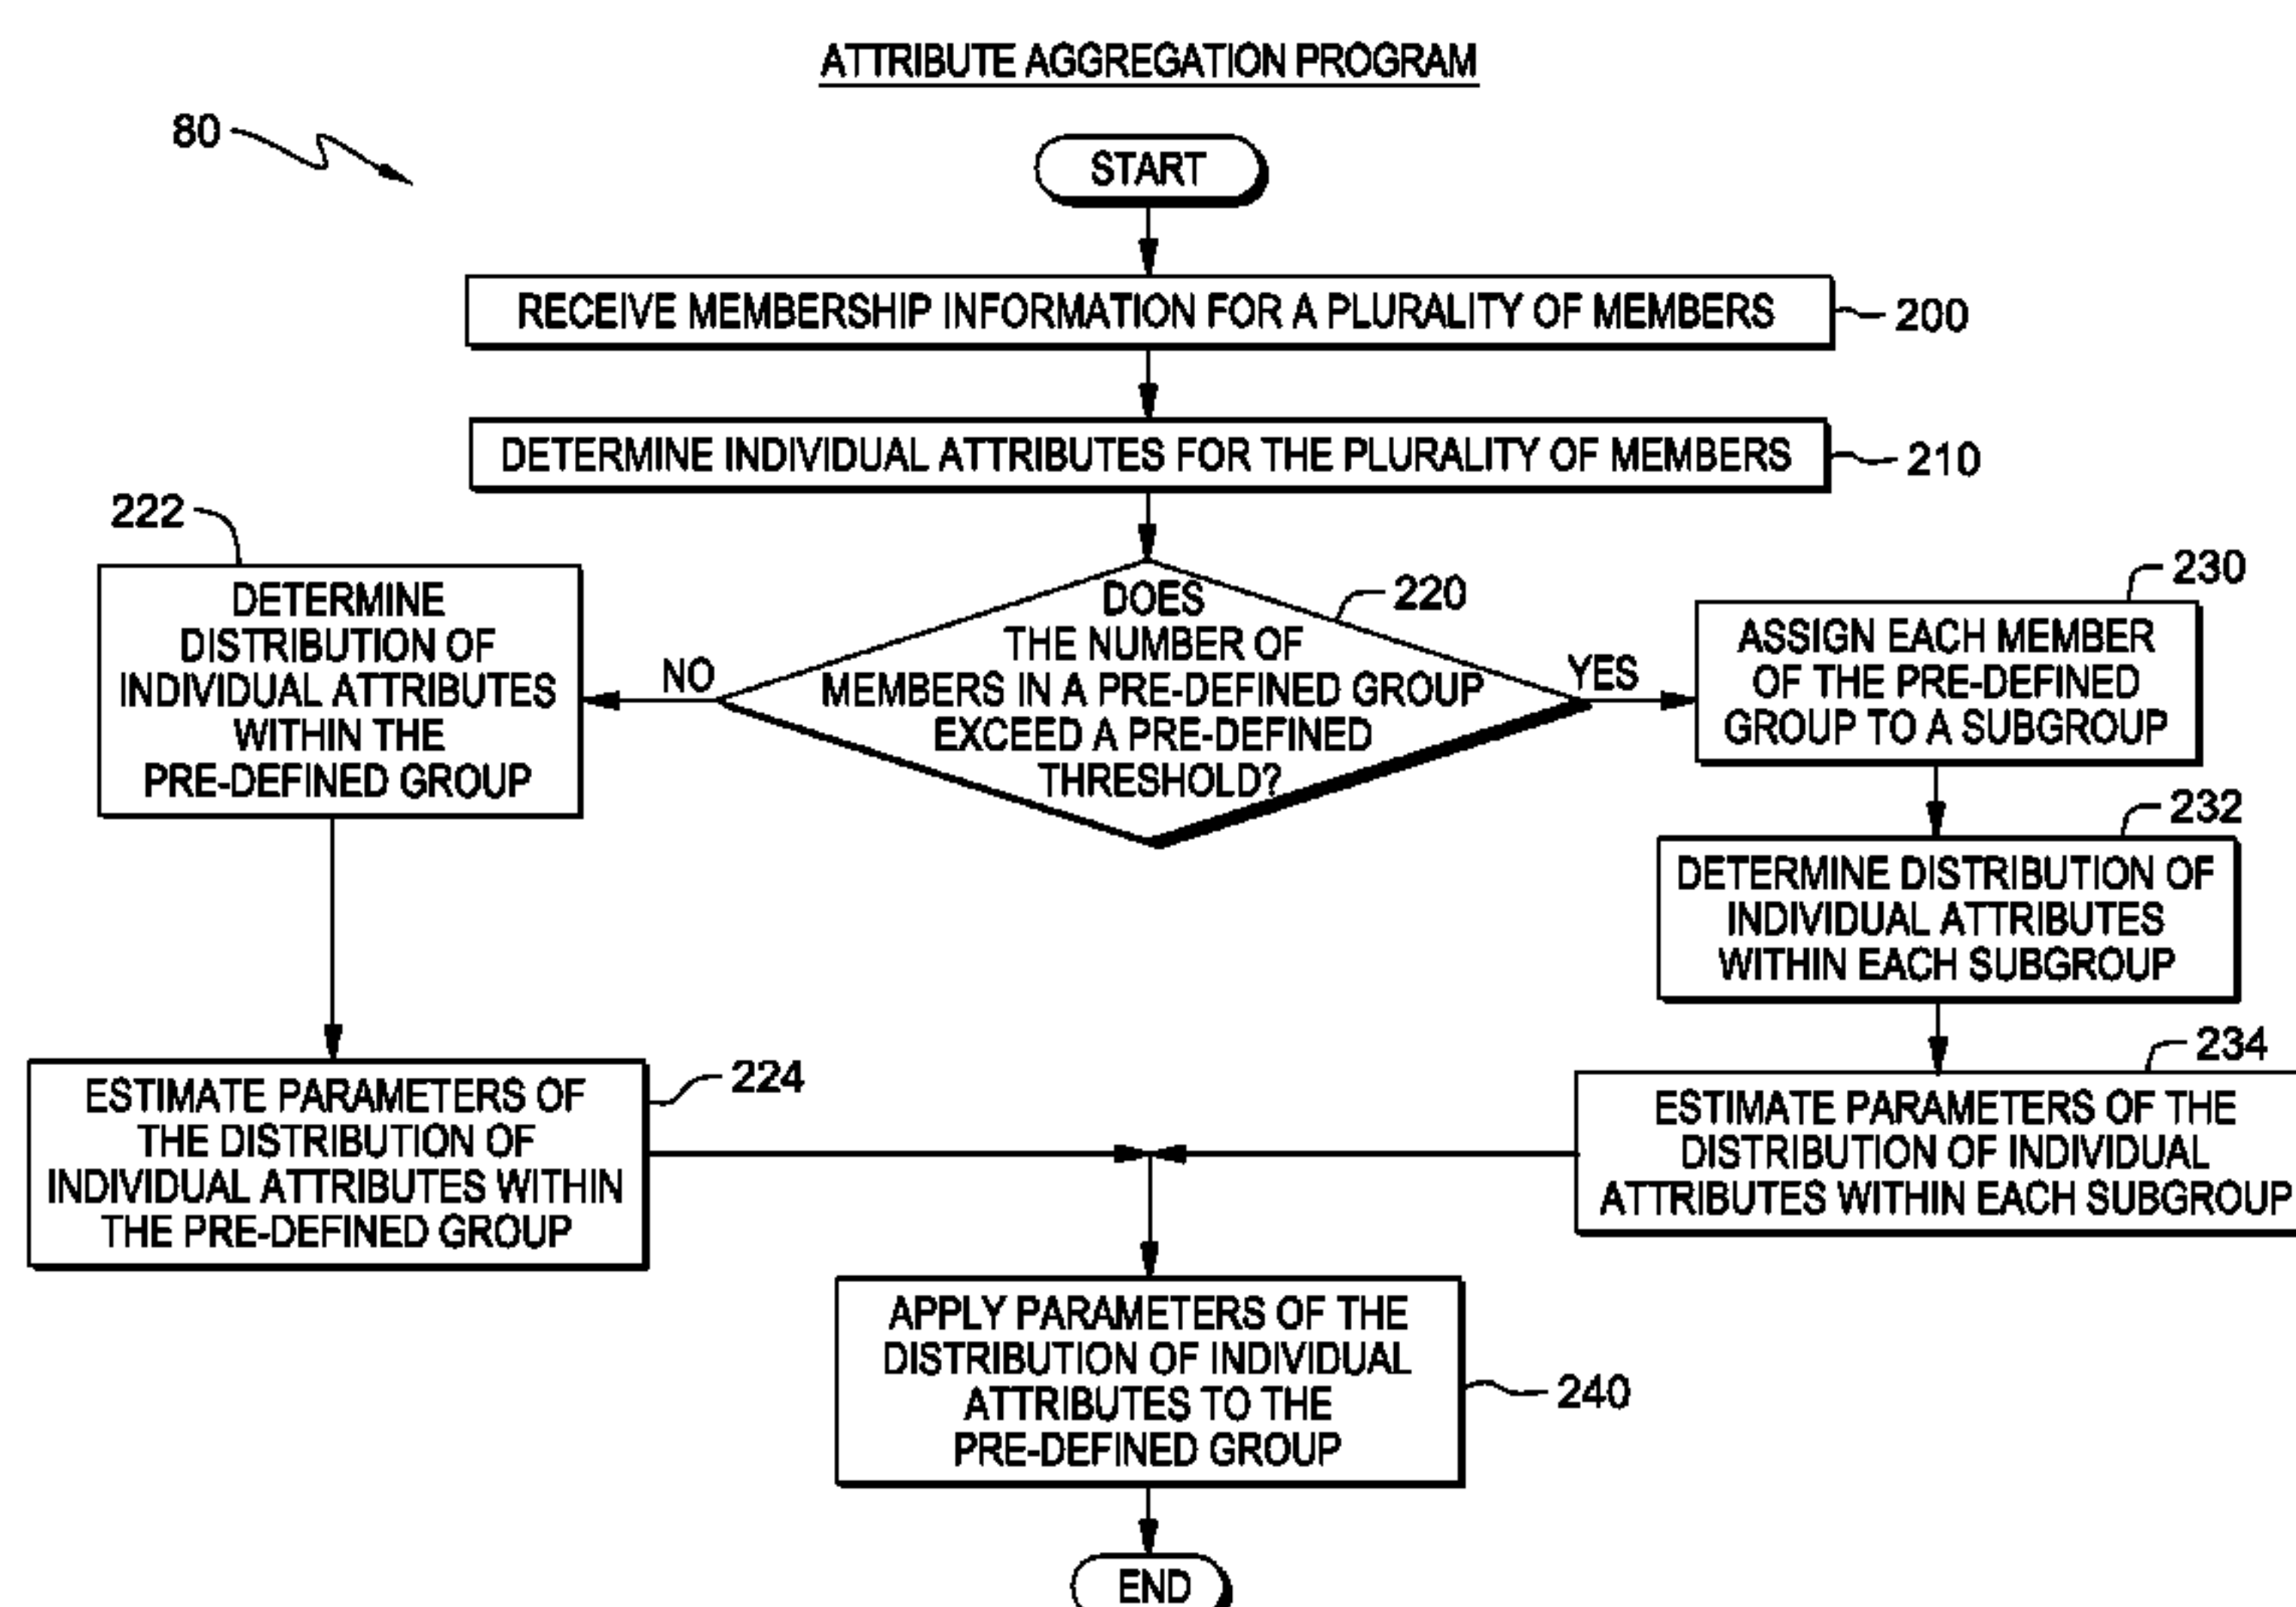 ATTRIBUTE AGGREGATION PROGRAM
80
START
RECEIVE MEMBERSHIP INFORMATION FOR A PLURALITY OF MEMBERS
200
DETERMINE INDIVIDUAL ATTRIBUTES FOR THE PLURALITY OF MEMBERS
210
222
DETERMINE
DISTRIBUTION OF
INDIVIDUAL ATTRIBUTES
WITHIN THE
PRE-DEFINED GROUP
NO
DOES
THE NUMBER OF
MEMBERS IN A PRE-DEFINED GROUP
EXCEED A PRE-DEFINED
THRESHOLD?
220
YES
230
ASSIGN EACH MEMBER
OF THE PRE-DEFINED
GROUP TO A SUBGROUP
232
DETERMINE DISTRIBUTION OF
INDIVIDUAL ATTRIBUTES
WITHIN EACH SUBGROUP
224
ESTIMATE PARAMETERS OF
THE DISTRIBUTION OF
INDIVIDUAL ATTRIBUTES WITHIN
THE PRE-DEFINED GROUP
234
ESTIMATE PARAMETERS OF THE
DISTRIBUTION OF INDIVIDUAL
ATTRIBUTES WITHIN EACH SUBGROUP
APPLY PARAMETERS OF THE
DISTRIBUTION OF INDIVIDUAL
ATTRIBUTES TO THE
PRE-DEFINED GROUP
240
END